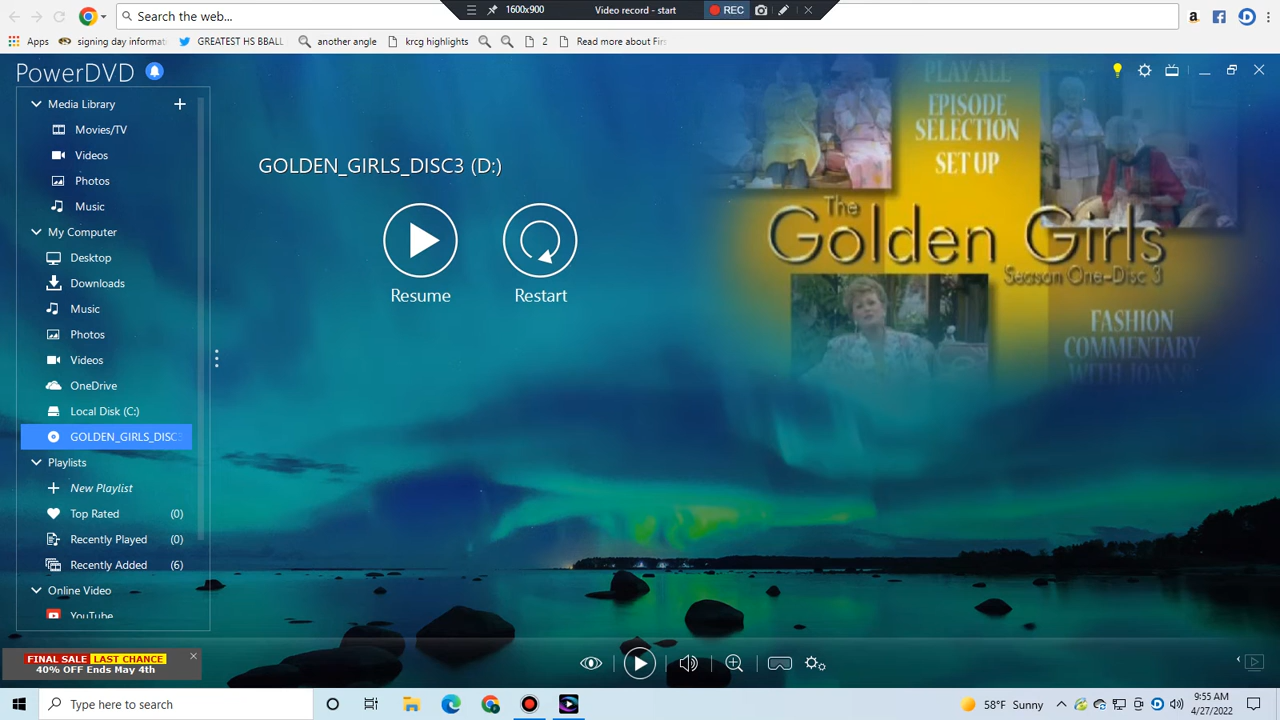 1600x900
Video record - start
REC
Search the web...
Apps
signing day informat
GREATEST HS BBALL
another angle
krcg highlights
2
Read more about Firs
PowerDVD
Media Library
Movies/TV
Videos
Photos
Music
My Computer
Desktop
Downloads
Music
Photos
Videos
OneDrive
Local Disk (C:)
GOLDEN_GIRLS_DISC3
Playlists
New Playlist
Top Rated (0)
Recently Played (0)
Recently Added (6)
Online Video
YouTube
GOLDEN_GIRLS_DISC3 (D:)
Resume
Restart
PLAY ALL
EPISODE
SELECTION
SET UP
The
Golden Girls
Season One-Disc 3
FASHION
COMMENTARY
WITH JOAN &
FINAL SALE LAST CHANCE
40% OFF Ends May 4th
Type here to search
58°F Sunny
9:55 AM
4/27/2022